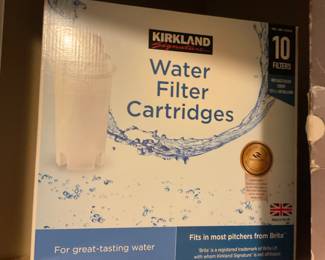 KIRKLAND
Signature
10
FILTERS
Water
Filter
Cartridges
For great-tasting water
Fits in most pitchers from Brita
Brita is a registered trademark of Brita LP,
with whom Kirkland Signature is not affiliated.